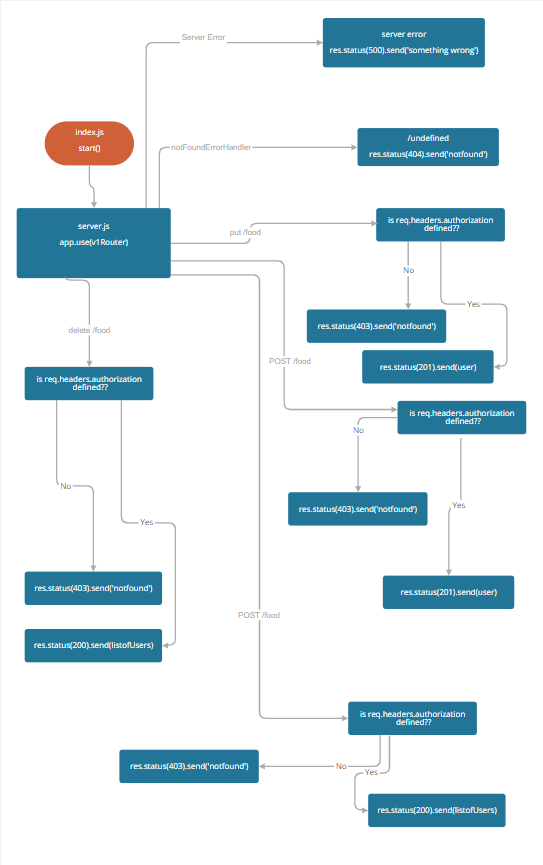 server error
res.status(500).send('something wrong')
Server Error
index.js
start()
/undefined
res.status(404).send('notfound')
notFoundErrorHandler
server.js
app.use(v1Router)
put /food
is req.headers.authorization
defined??
No
Yes
res.status(403).send('notfound')
res.status(201).send(user)
delete /food
is req.headers.authorization
defined??
POST /food
is req.headers.authorization
defined??
No
Yes
res.status(403).send('notfound')
res.status(201).send(user)
No
Yes
res.status(403).send('notfound')
res.status(200).send(listofUsers)
POST /food
is req.headers.authorization
defined??
No
Yes
res.status(403).send('notfound')
res.status(200).send(listofUsers)